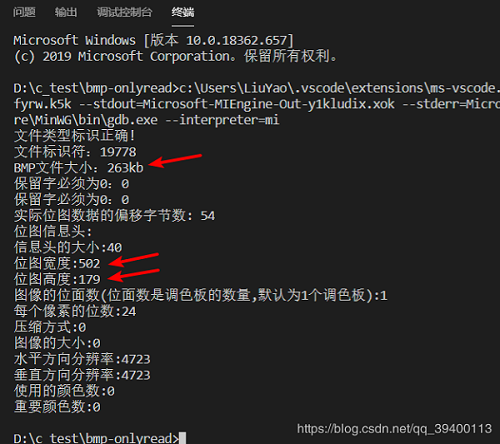 问题 输出 调试控制台 终端
Microsoft Windows [版本 10.0.18362.657]
(c) 2019 Microsoft Corporation。保留所有权利。
D:\c_test\bmp-onlyread>c:\Users\LiuYao\.vscode\extensions\ms-vscode.
fyrw.k5k --stdout=Microsoft-MIEngine-Out-y1kludix.xok --stderr=Micros
re\MinWG\bin\gdb.exe --interpreter=mi
文件类型标识正确!
文件标识符: 19778
BMP文件大小: 263kb
保留字必须为0: 0
保留字必须为0: 0
实际位图数据的偏移字节数: 54
位图信息头:
信息头的大小:40
位图宽度:502
位图高度:179
图像的位面数(位面数是调色板的数量,默认为1个调色板):1
每个像素的位数:24
压缩方式:0
图像的大小:0
水平方向分辨率:4723
垂直方向分辨率:4723
使用的颜色数:0
重要颜色数:0
https://blog.csdn.net/qq_39400113
D:\c_test\bmp-onlyread>